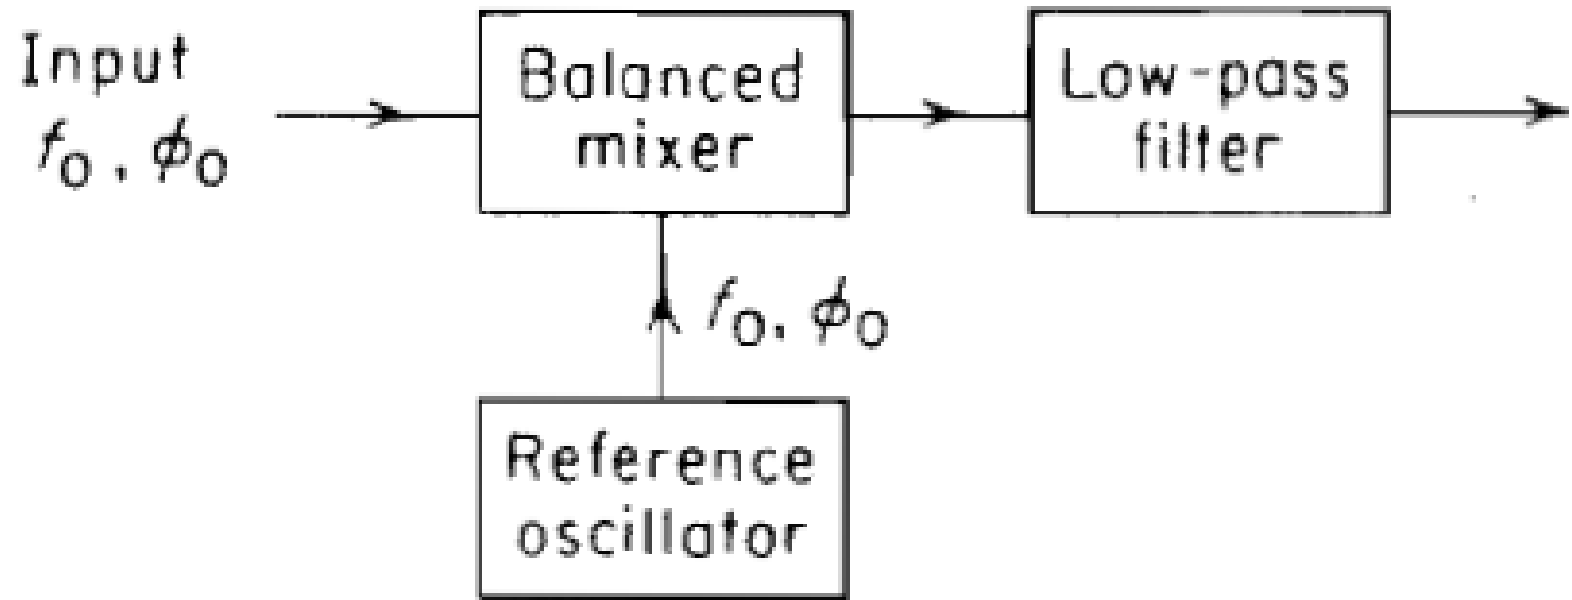 Input
f₀, ϕ₀
Balanced
mixer
Low-pass
filter
f₀, ϕ₀
Reference
oscillator